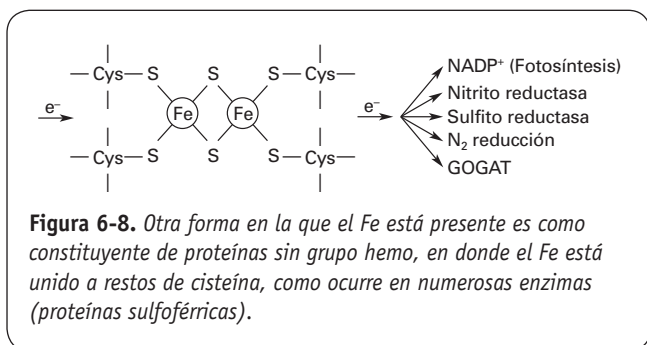 —Cys—S S S—Cys— NADP⁺ (Fotosíntesis)
e⁻ Fe Fe e⁻ Nitrito reductasa
Sulfito reductasa
—Cys—S S S—Cys— N₂ reducción
GOGAT
Figura 6-8. Otra forma en la que el Fe está presente es como
constituyente de proteínas sin grupo hemo, en donde el Fe está
unido a restos de cisteína, como ocurre en numerosas enzimas
(proteínas sulfoférricas).